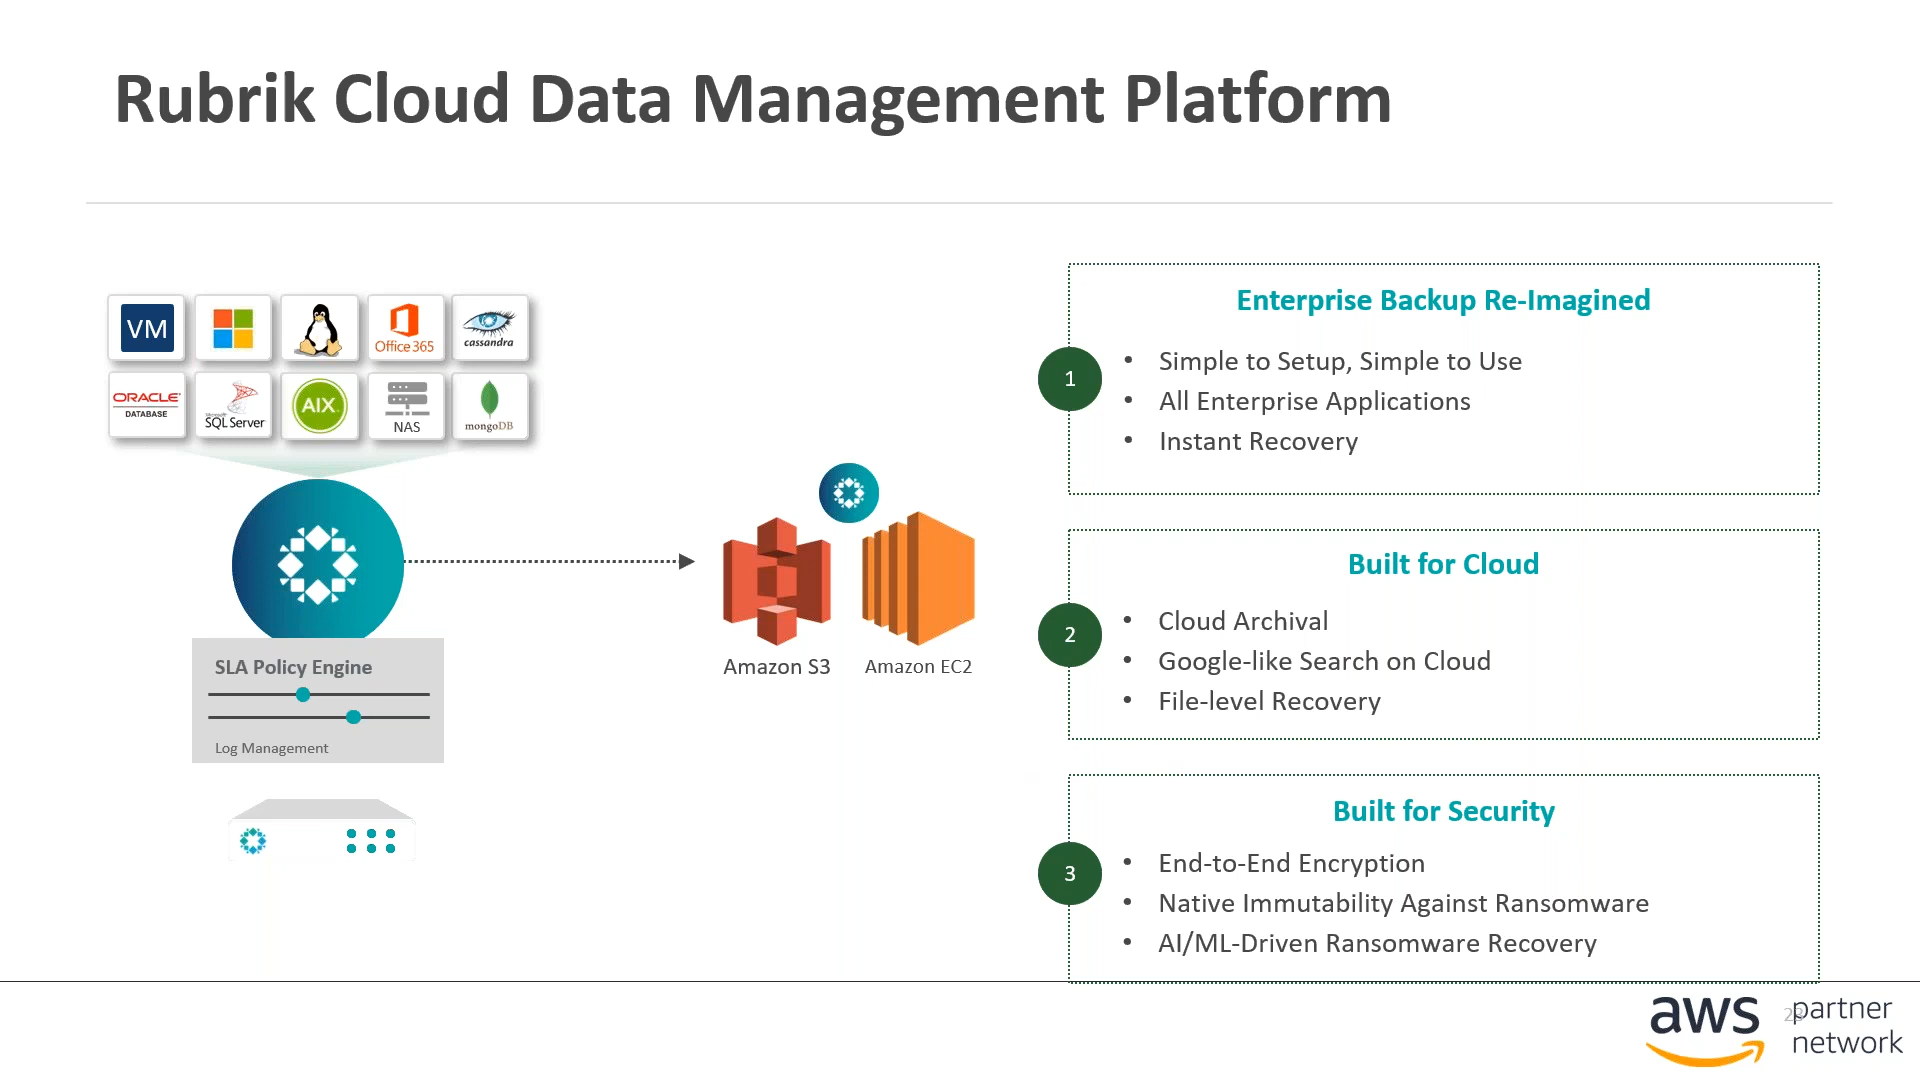 Rubrik Cloud Data Management Platform
VM
Office 365
cassandra
ORACLE
DATABASE
Microsoft
SQL Server
AIX
NAS
mongoDB
SLA Policy Engine
Log Management
Amazon S3
Amazon EC2
Enterprise Backup Re-Imagined
1
• Simple to Setup, Simple to Use
• All Enterprise Applications
• Instant Recovery
Built for Cloud
2
• Cloud Archival
• Google-like Search on Cloud
• File-level Recovery
Built for Security
3
• End-to-End Encryption
• Native Immutability Against Ransomware
• AI/ML-Driven Ransomware Recovery
aws partner
network